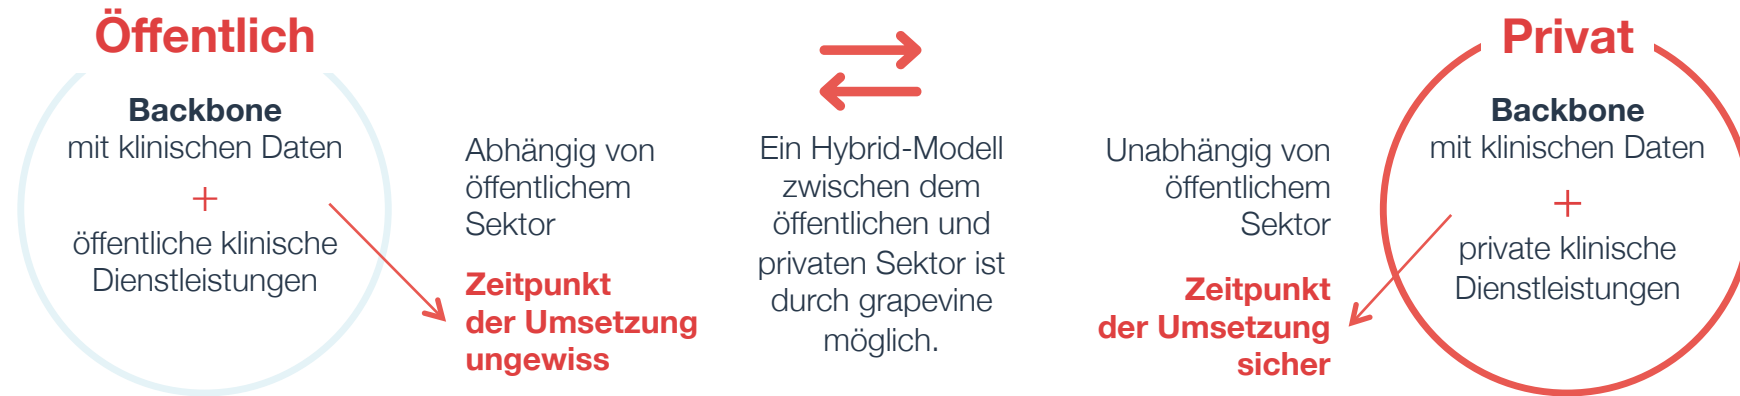 Öffentlich
Backbone
mit klinischen Daten
+
öffentliche klinische
Dienstleistungen
Abhängig von
öffentlichem
Sektor
Zeitpunkt
der Umsetzung
ungewiss
Ein Hybrid-Modell
zwischen dem
öffentlichen und
privaten Sektor ist
durch grapevine
möglich.
Unabhängig von
öffentlichem
Sektor
Zeitpunkt
der Umsetzung
sicher
Privat
Backbone
mit klinischen Daten
+
private klinische
Dienstleistungen